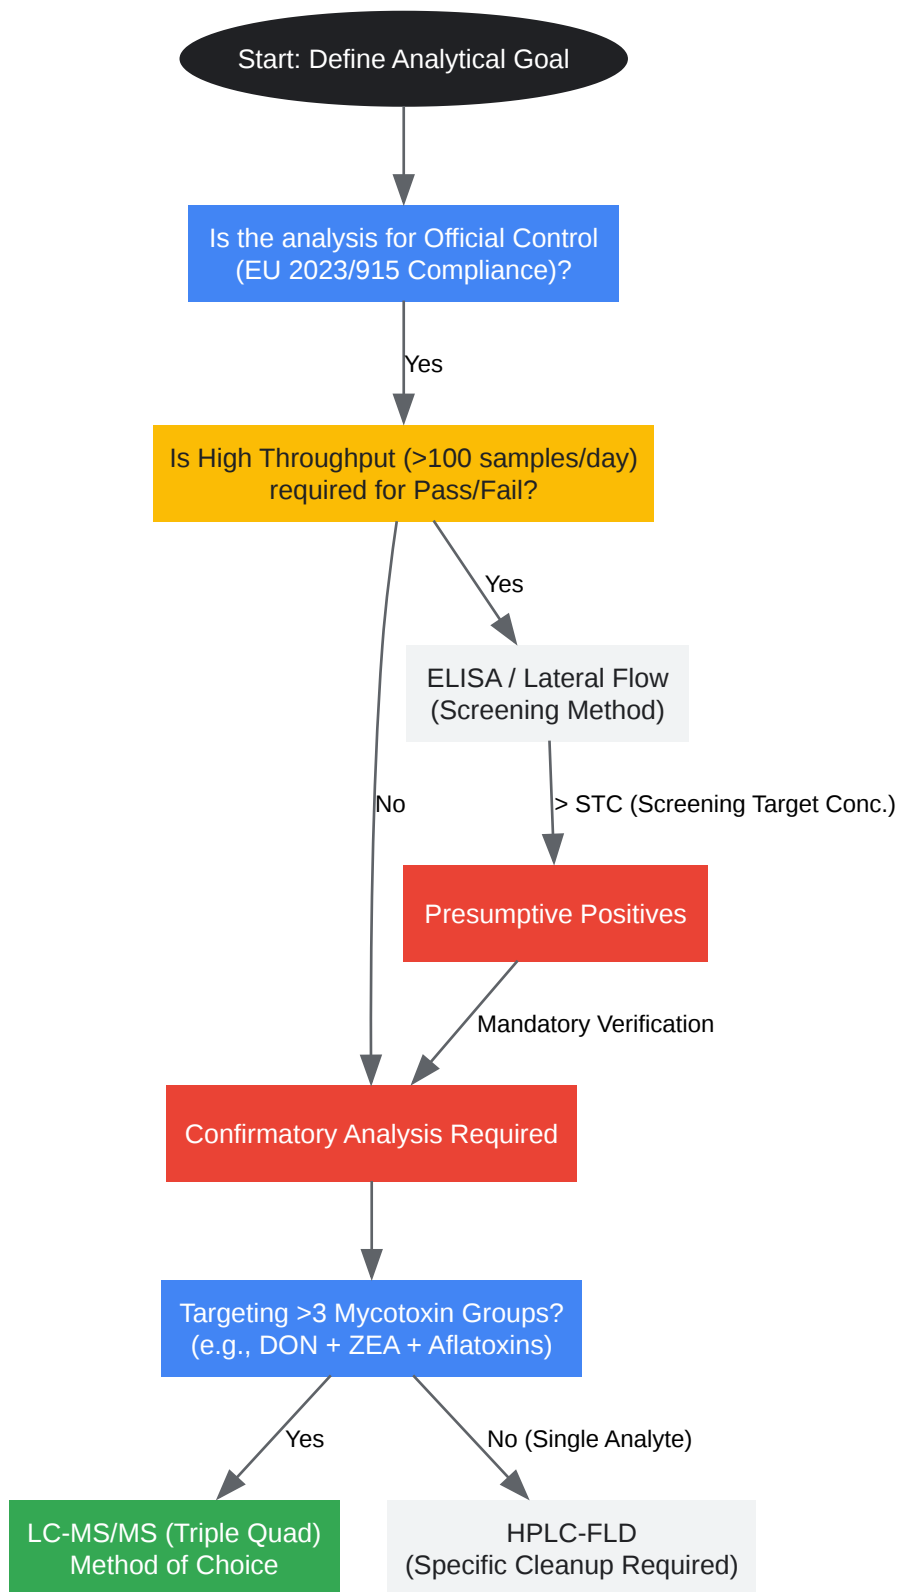 Start: Define Analytical Goal
Is the analysis for Official Control
(EU 2023/915 Compliance)?
Yes
Is High Throughput (>100 samples/day)
required for Pass/Fail?
Yes
ELISA / Lateral Flow
(Screening Method)
No
> STC (Screening Target Conc.)
Presumptive Positives
Mandatory Verification
Confirmatory Analysis Required
Targeting >3 Mycotoxin Groups?
(e.g., DON + ZEA + Aflatoxins)
Yes
No (Single Analyte)
LC-MS/MS (Triple Quad)
Method of Choice
HPLC-FLD
(Specific Cleanup Required)